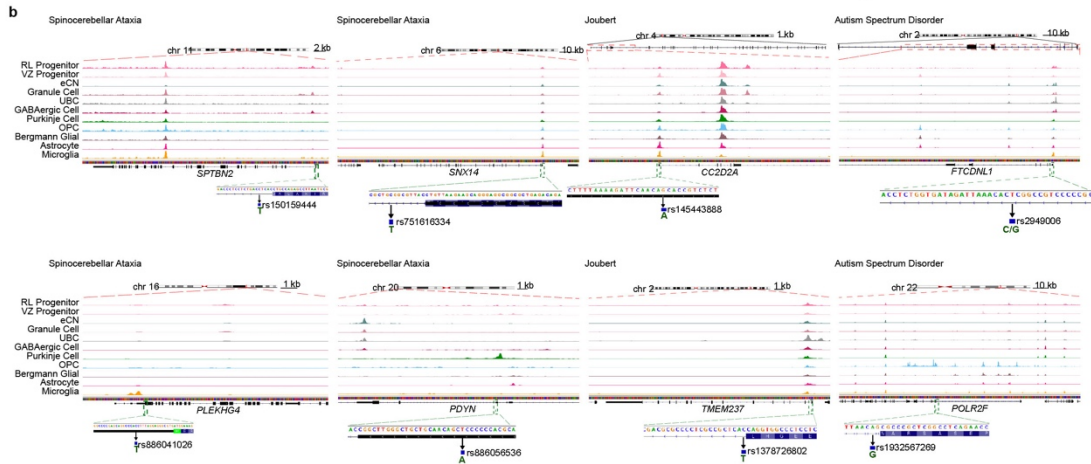 b
Spinocerebellar Ataxia
Spinocerebellar Ataxia
Joubert
Autism Spectrum Disorder
chr 11
2 kb
chr 6
10 kb
chr 4
1 kb
chr 2
10 kb
RL Progenitor
VZ Progenitor
eCN
Granule Cell
UBC
GABAergic Cell
Purkinje Cell
OPC
Bergmann Glial
Astrocyte
Microglia
SPTBN2
SNX14
CC2D2A
FTCDNL1
CTTTTAAAAGATTCAACAGCACCGTCTCT
ACCTCTGGTGATAGATTAAACACTCGGCCGTCCCCCGC
rs150159444
T
rs751616334
T
rs145443888
A
rs2949006
C/G
Spinocerebellar Ataxia
Spinocerebellar Ataxia
Joubert
Autism Spectrum Disorder
chr 16
1 kb
chr 20
1 kb
chr 2
1 kb
chr 22
10 kb
RL Progenitor
VZ Progenitor
eCN
Granule Cell
UBC
GABAergic Cell
Purkinje Cell
OPC
Bergmann Glial
Astrocyte
Microglia
PLEKHG4
PDYN
TMEM237
POLR2F
rs886041026
T
rs886056536
A
rs1378726802
T
rs1932567269
G